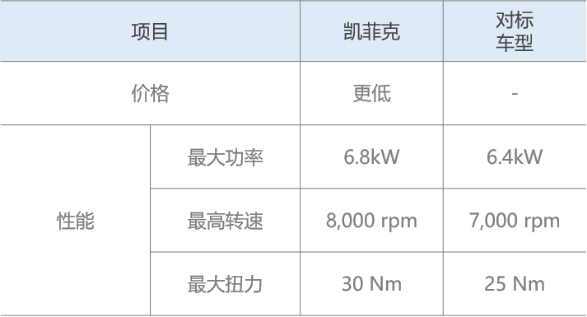 项目 凯菲克 对标
车型
价格 更低 -
性能 最大功率 6.8kW 6.4kW
最高转速 8,000 rpm 7,000 rpm
最大扭力 30 Nm 25 Nm